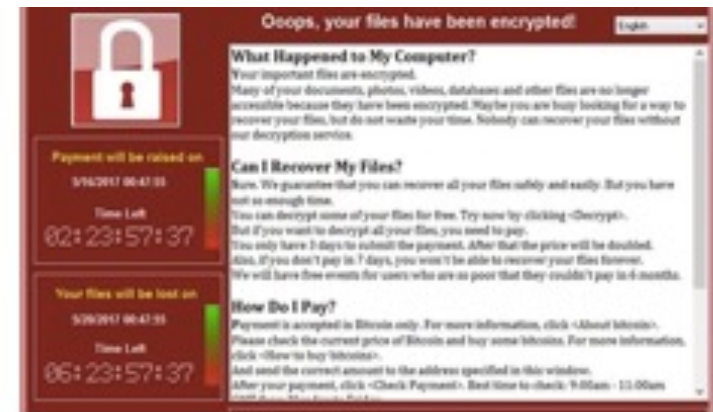 Ooops, your files have been encrypted!
English
What Happened to My Computer?
Your important files are encrypted.
Many of your documents, photos, videos, databases and other files are no longer
accessible because they have been encrypted. Maybe you are busy looking for a way to
recover your files, but do not waste your time. Nobody can recover your files without
our decryption service.
Can I Recover My Files?
Sure. We guarantee that you can recover all your files safely and easily. But you have
not so enough time.
You can decrypt some of your files for free. Try now by clicking <Decrypt>.
But if you want to decrypt all your files, you need to pay.
You only have 3 days to submit the payment. After that the price will be doubled.
Also, if you don't pay in 7 days, you won't be able to recover your files forever.
We will have free events for users who are so poor that they couldn't pay in 6 months.
How Do I Pay?
Payment is accepted in Bitcoin only. For more information, click <About bitcoin>.
Please check the current price of Bitcoin and buy some bitcoins. For more information,
click <How to buy bitcoins>.
And send the correct amount to the address specified in this window.
After your payment, click <Check Payment>. Best time to check: 9:00am - 11:00am
Payment will be raised on
5/16/2017 00:47:55
Time Left
02:23:57:37
Your files will be lost on
5/20/2017 00:47:55
Time Left
06:23:57:37